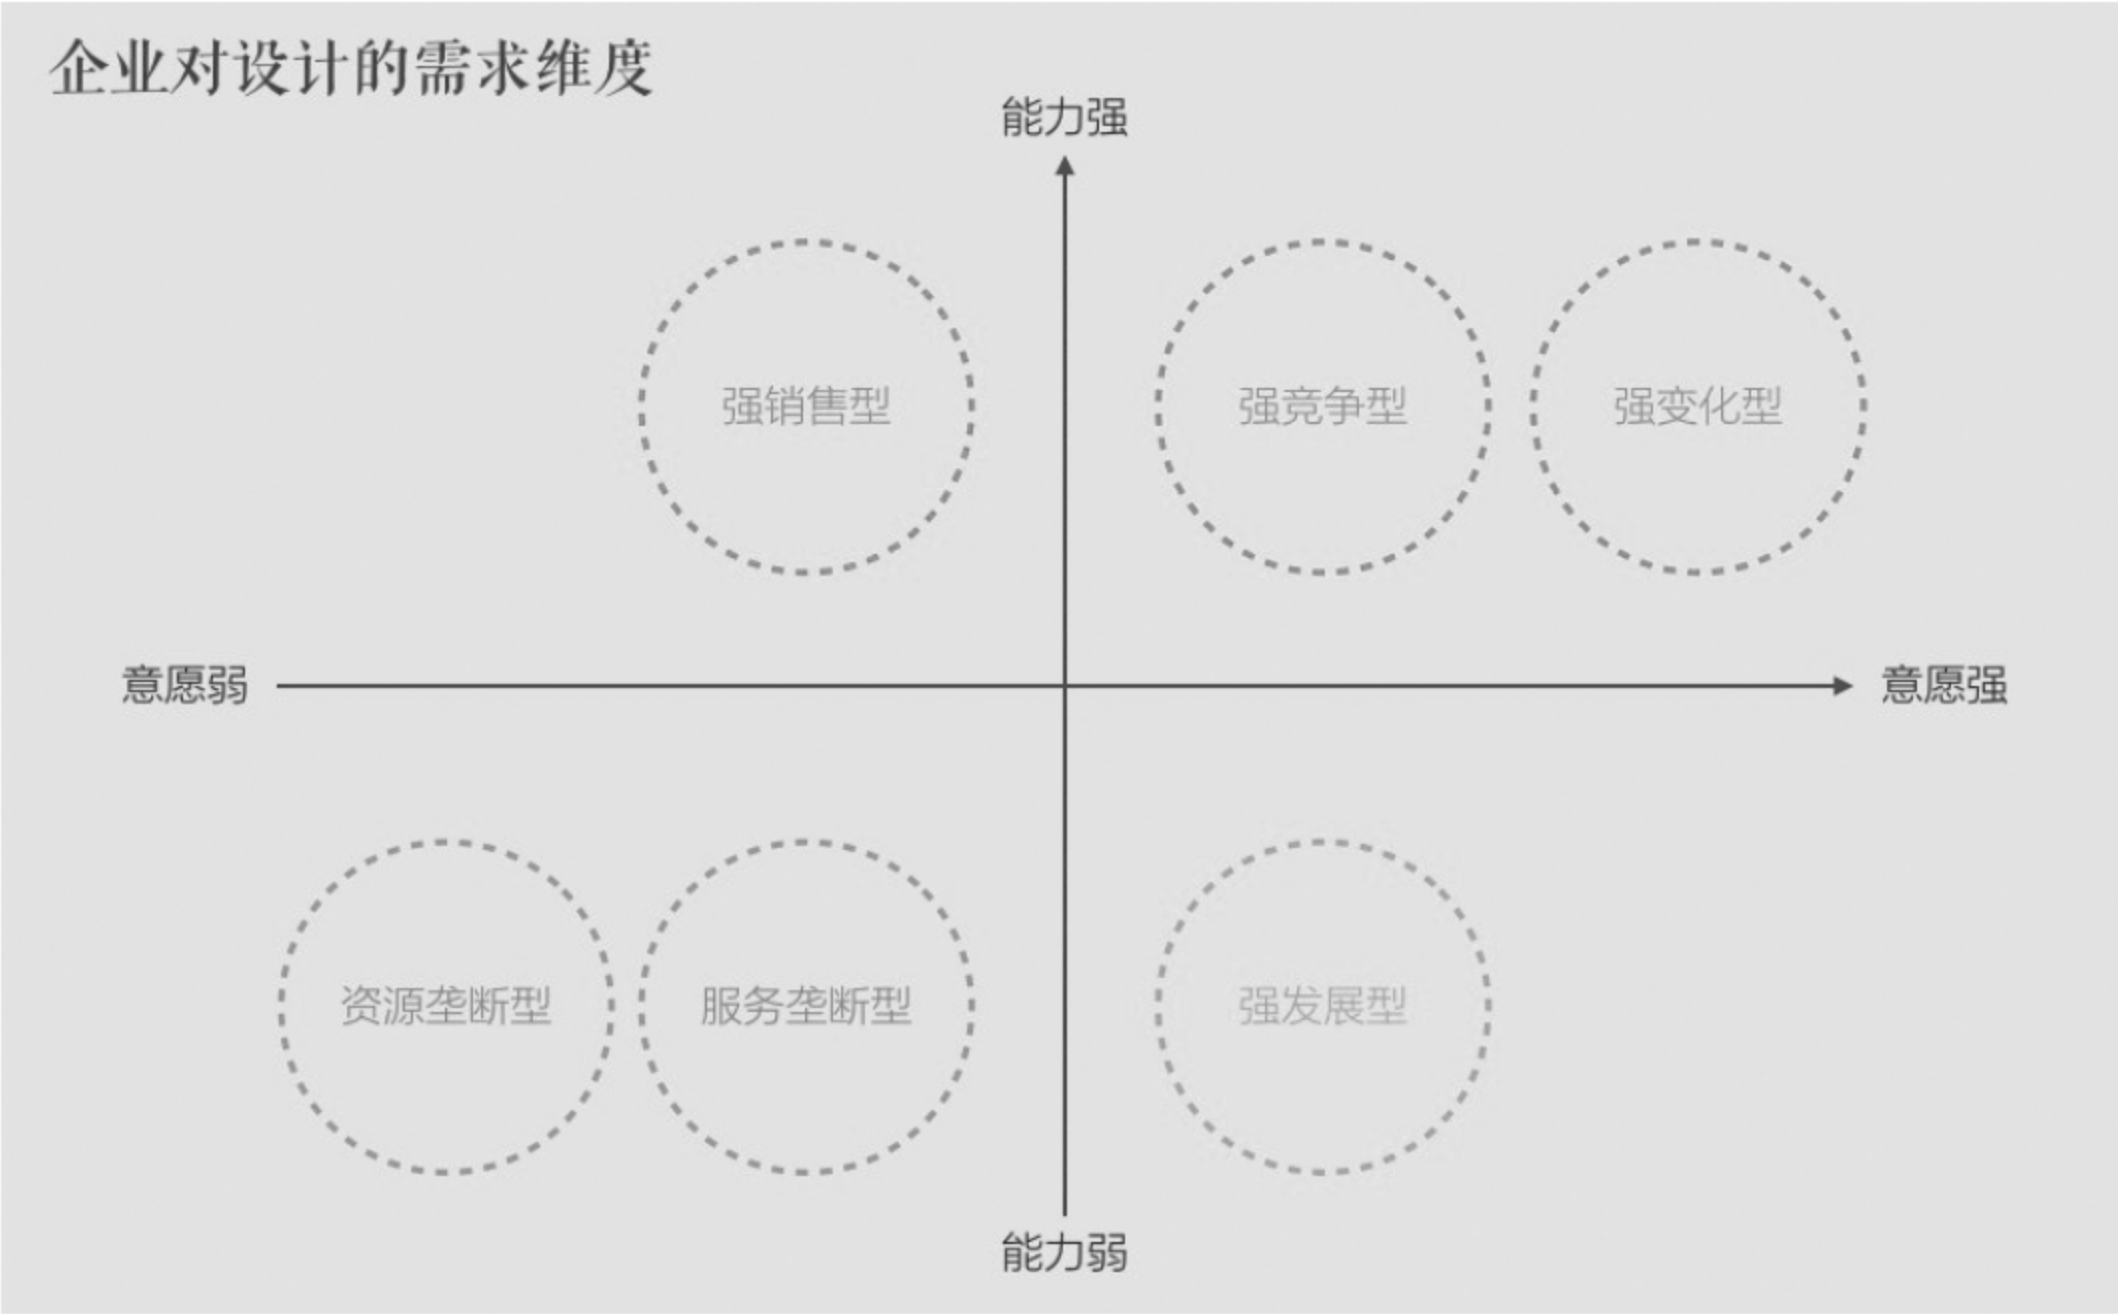 企业对设计的需求维度
能力强
强销售型
强竞争型
强变化型
意愿弱
意愿强
资源垄断型
服务垄断型
强发展型
能力弱